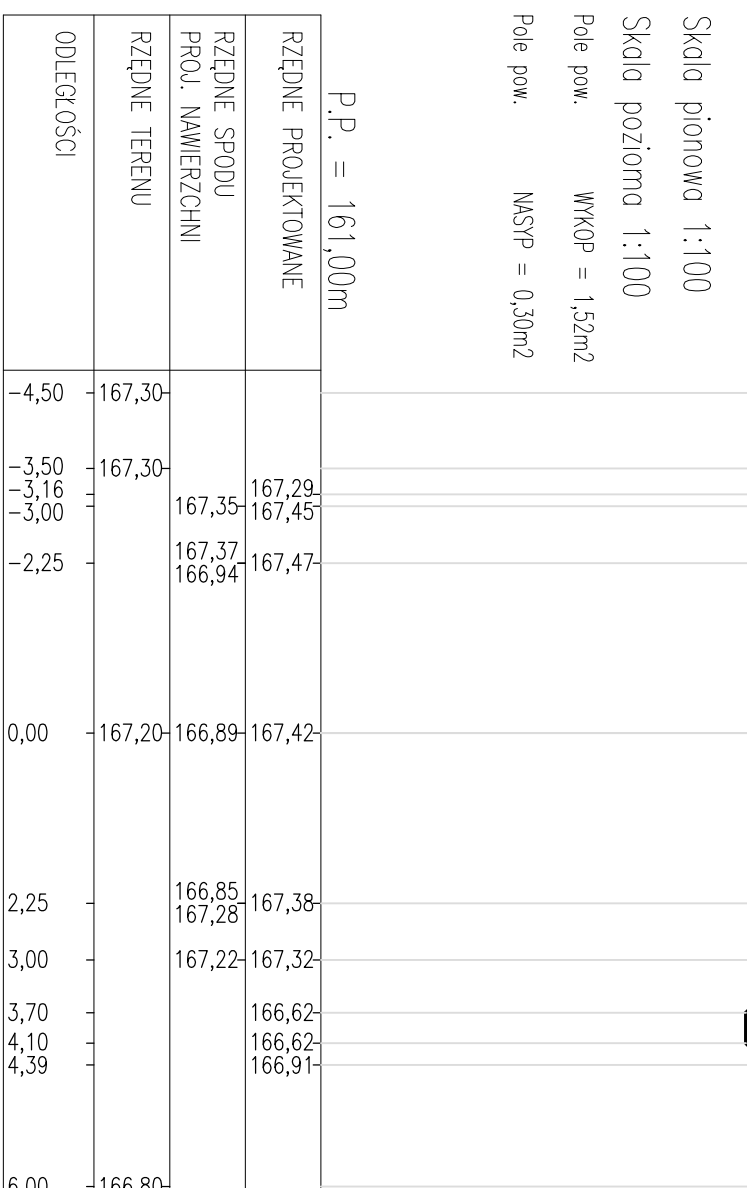 Skala pionowa 1:100
Skala pozioma 1:100
Pole pow. WYKOP = 1,52m2
Pole pow. NASYP = 0,30m2
P.P. = 161,00m
RZĘDNE PROJEKTOWANE
RZĘDNE SPODU
PROJ. NAWIERZCHNI
RZĘDNE TERENU
ODLEGŁOŚCI
-4,50 167,30
-3,50 167,30
-3,16 167,29
-3,00 167,35 167,45
167,37
-2,25 166,94 167,47
0,00 167,20 166,89 167,42
166,85
2,25 167,28 167,38
3,00 167,22 167,32
3,70 166,62
4,10 166,62
4,39 166,91
6,00 166,80